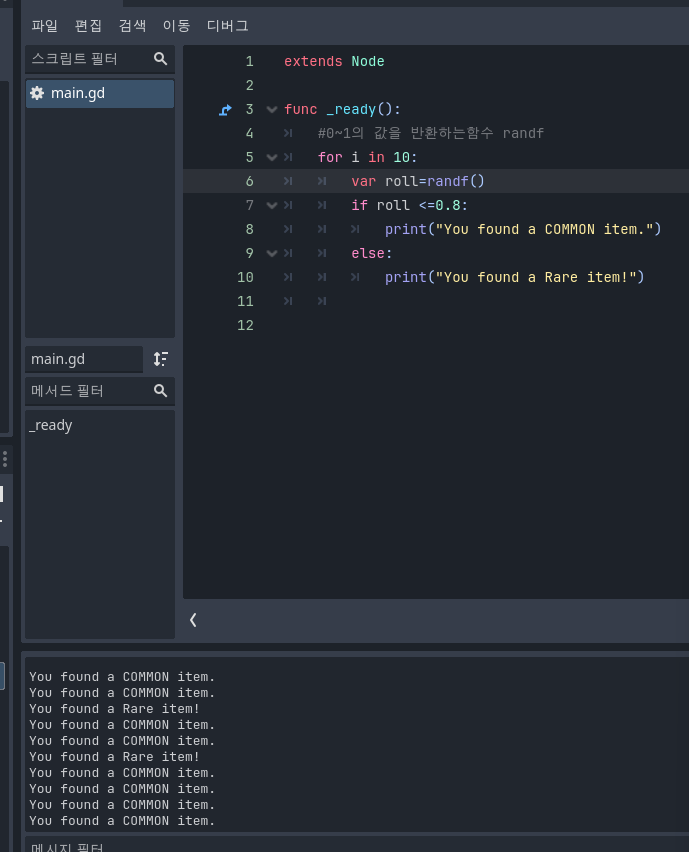 파일 편집 검색 이동 디버그
스크립트 필터
main.gd
main.gd
메서드 필터
_ready
1 extends Node
2
3 func _ready():
4 #0~1의 값을 반환하는함수 randf
5 for i in 10:
6 var roll=randf()
7 if roll <=0.8:
8 print("You found a COMMON item.")
9 else:
10 print("You found a Rare item!")
11
12
You found a COMMON item.
You found a COMMON item.
You found a Rare item!
You found a COMMON item.
You found a COMMON item.
You found a Rare item!
You found a COMMON item.
You found a COMMON item.
You found a COMMON item.
You found a COMMON item.
메시지 필터